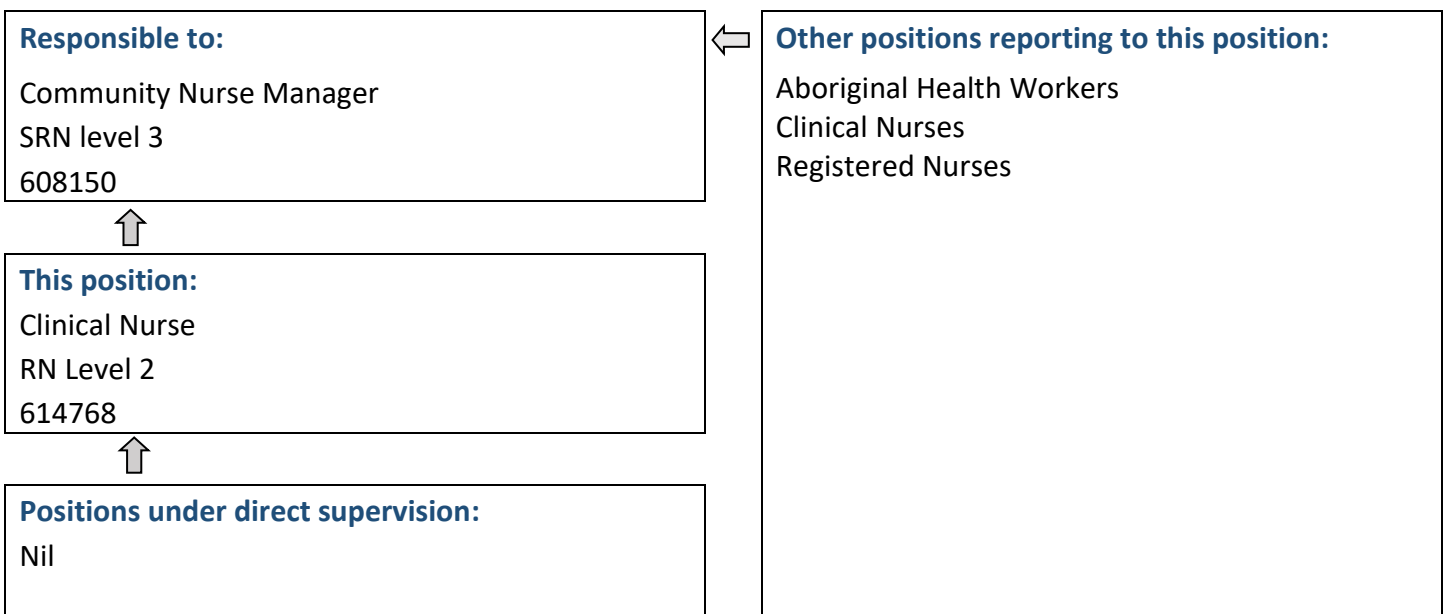 Responsible to:
Community Nurse Manager
SRN level 3
608150
This position:
Clinical Nurse
RN Level 2
614768
Positions under direct supervision:
Nil
Other positions reporting to this position:
Aboriginal Health Workers
Clinical Nurses
Registered Nurses